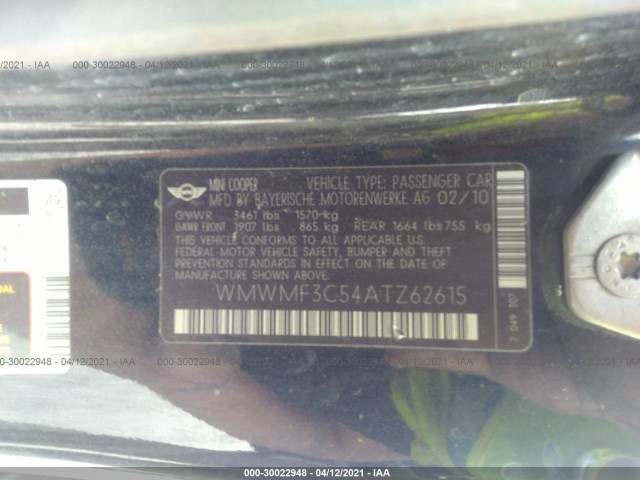 000-30022948 - 04/12/2021 - IAA
MINI COOPER VEHICLE TYPE: PASSENGER CAR
MFD BY BAYERISCHE MOTORENWERKE AG 02/10
GVWR 3461 lbs 1570 kg
GAWR FRONT 1907 lbs 865 kg REAR 1664 lbs 755 kg
THIS VEHICLE CONFORMS TO ALL APPLICABLE U.S.
FEDERAL MOTOR VEHICLE SAFETY, BUMPER AND THEFT
PREVENTION STANDARDS IN EFFECT ON THE DATE OF
MANUFACTURE SHOWN ABOVE.
WMWMF3C54ATZ62615
7 049 107
000-30022948 - 04/12/2021 - IAA
000-30022948 - 04/12/2021 - IAA